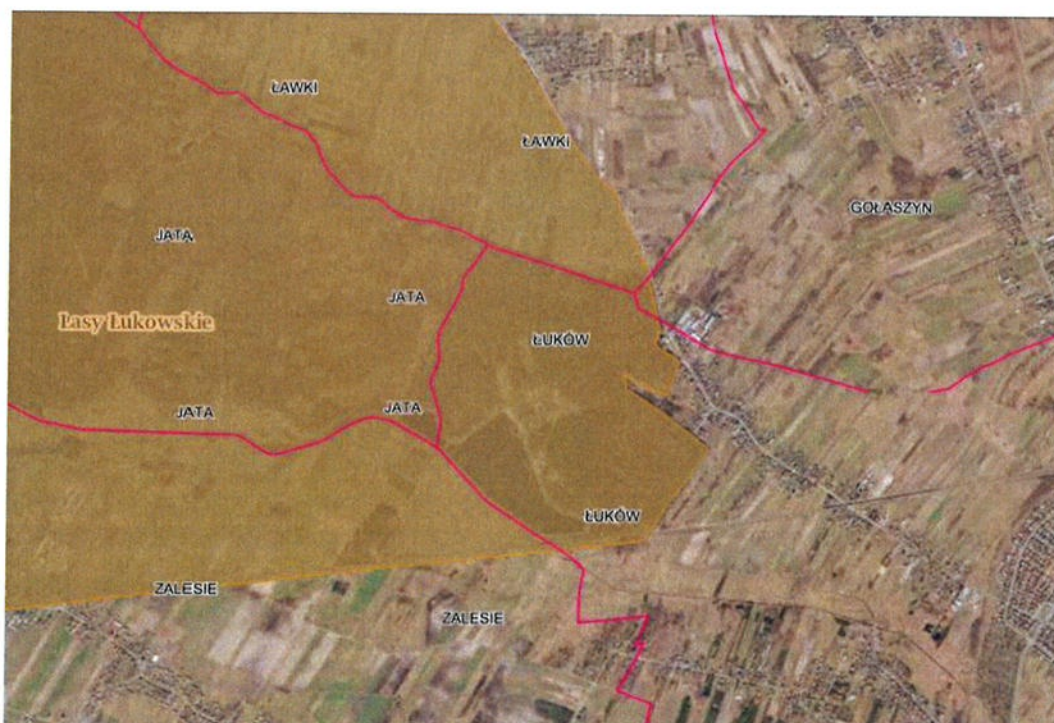 ŁAWKI
ŁAWKI
GOŁASZYN
JATA
JATA
Lasy Łukowskie
ŁUKÓW
JATA
JATA
ŁUKÓW
ZALESIE
ZALESIE